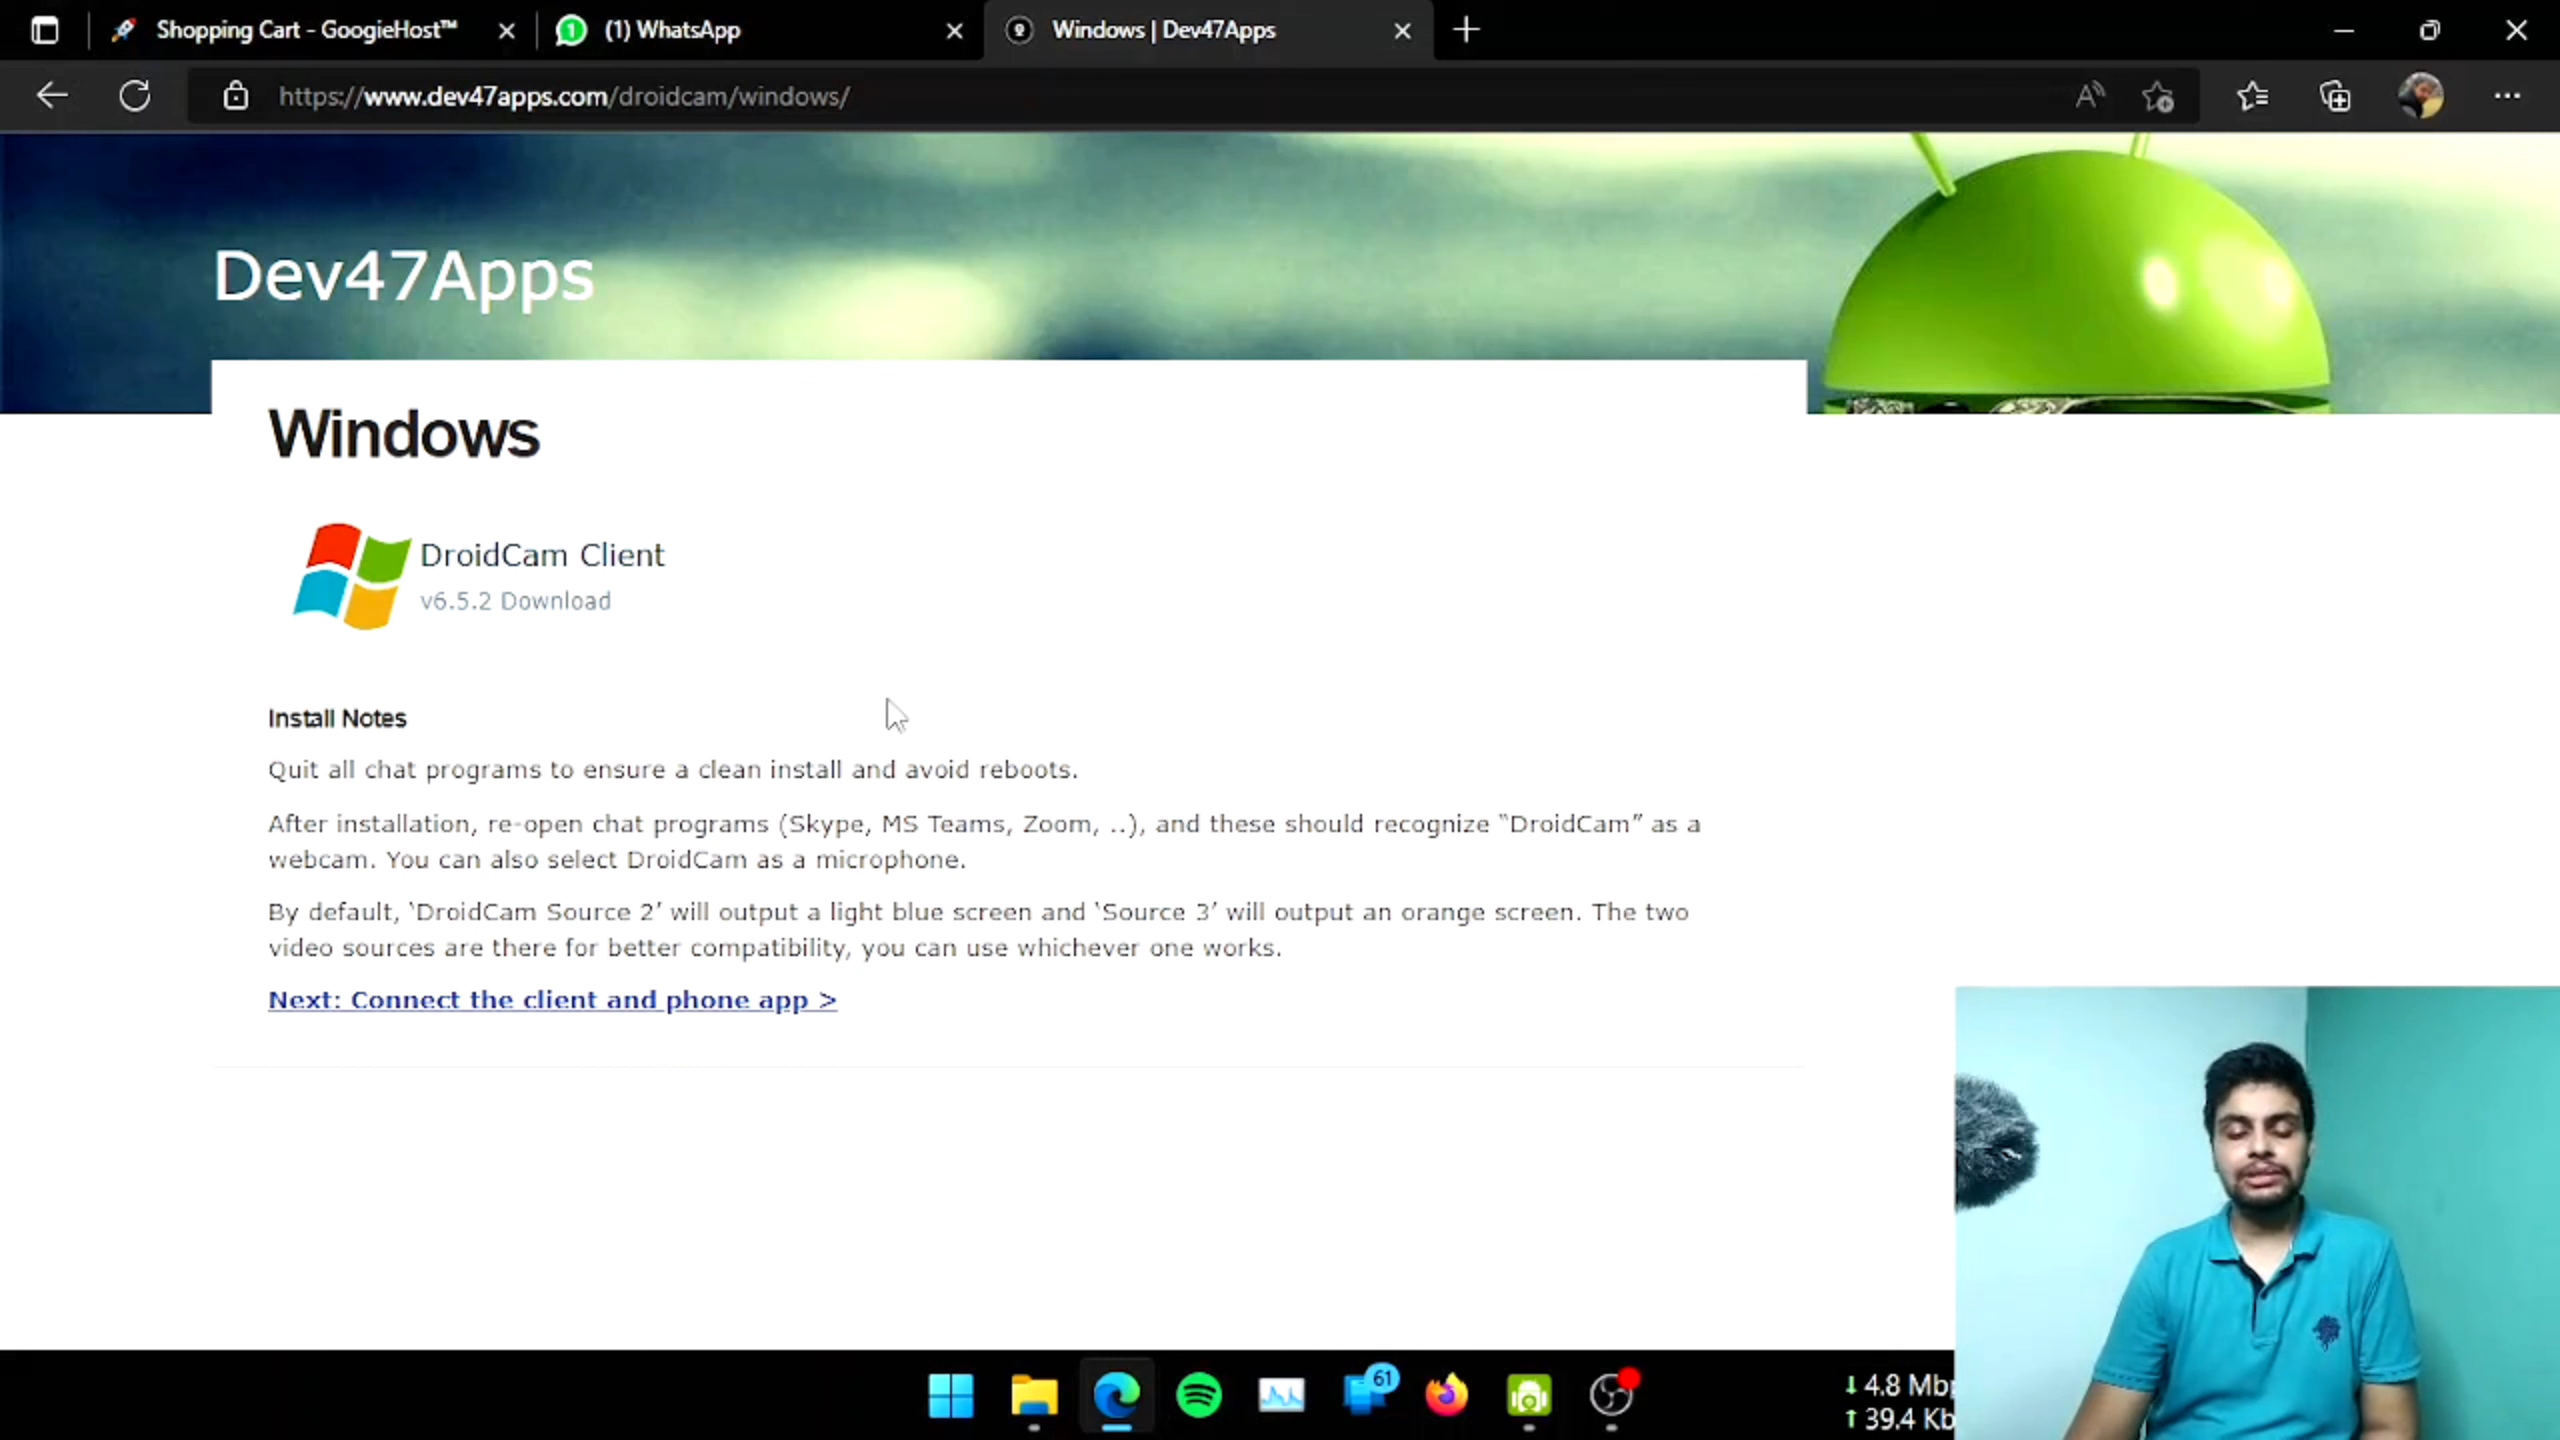 Shopping Cart - GoogieHost™
(1) WhatsApp
Windows | Dev47Apps
https://www.dev47apps.com/droidcam/windows/
Dev47Apps
Windows
DroidCam Client
v6.5.2 Download
Install Notes
Quit all chat programs to ensure a clean install and avoid reboots.
After installation, re-open chat programs (Skype, MS Teams, Zoom, ..), and these should recognize “DroidCam” as a
webcam. You can also select DroidCam as a microphone.
By default, ‘DroidCam Source 2’ will output a light blue screen and ‘Source 3’ will output an orange screen. The two
video sources are there for better compatibility, you can use whichever one works.
Next: Connect the client and phone app >
61
↓ 4.8 Mb
↑ 39.4 Kb